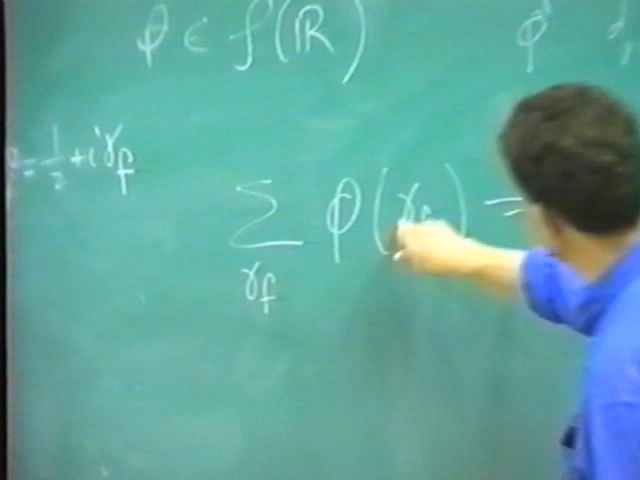 φ ∈ 𝒮(ℝ)
φ̂
ρ = 1/2 + iγ_f
∑ φ(γ_f) =
γ_f